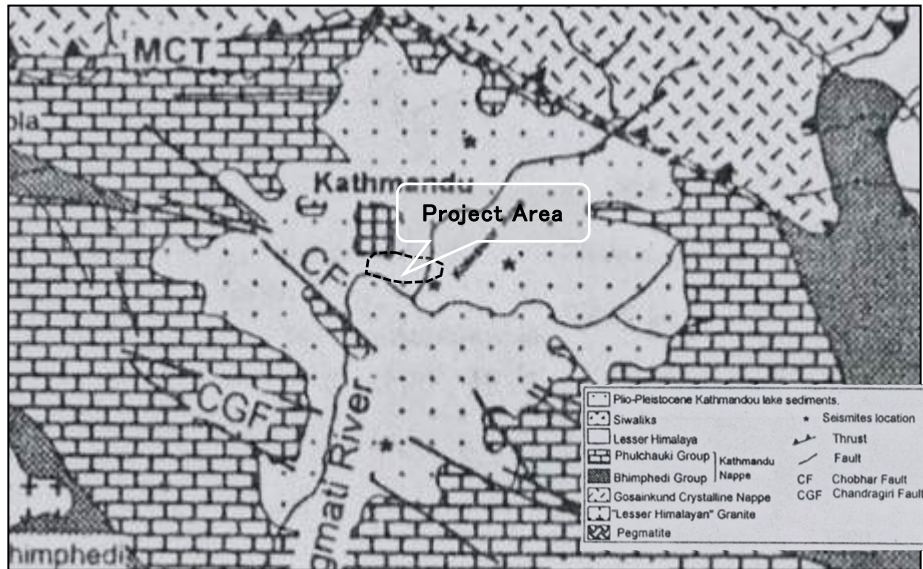 MCT
ola
Kathmandu
Project Area
CF
CGF
gmati River
himphedi
Plio-Pleistocene Kathmandou lake sediments.
Siwaliks
Seismites location
Lesser Himalaya
Thrust
Phulchauki Group
Kathmandu
Nappe
Fault
Bhimphedi Group
CF Chobhar Fault
Gosainkund Crystalline Nappe
CGF Chandragiri Fault
"Lesser Himalayan" Granite
Pegmatite